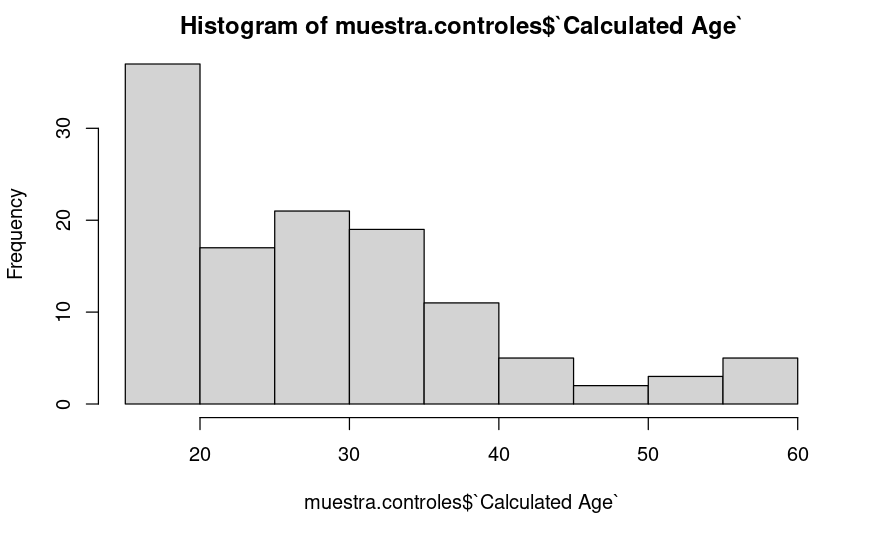 Histogram of muestra.controles$`Calculated Age`
Frequency
30
20
10
0
20 30 40 50 60
muestra.controles$`Calculated Age`